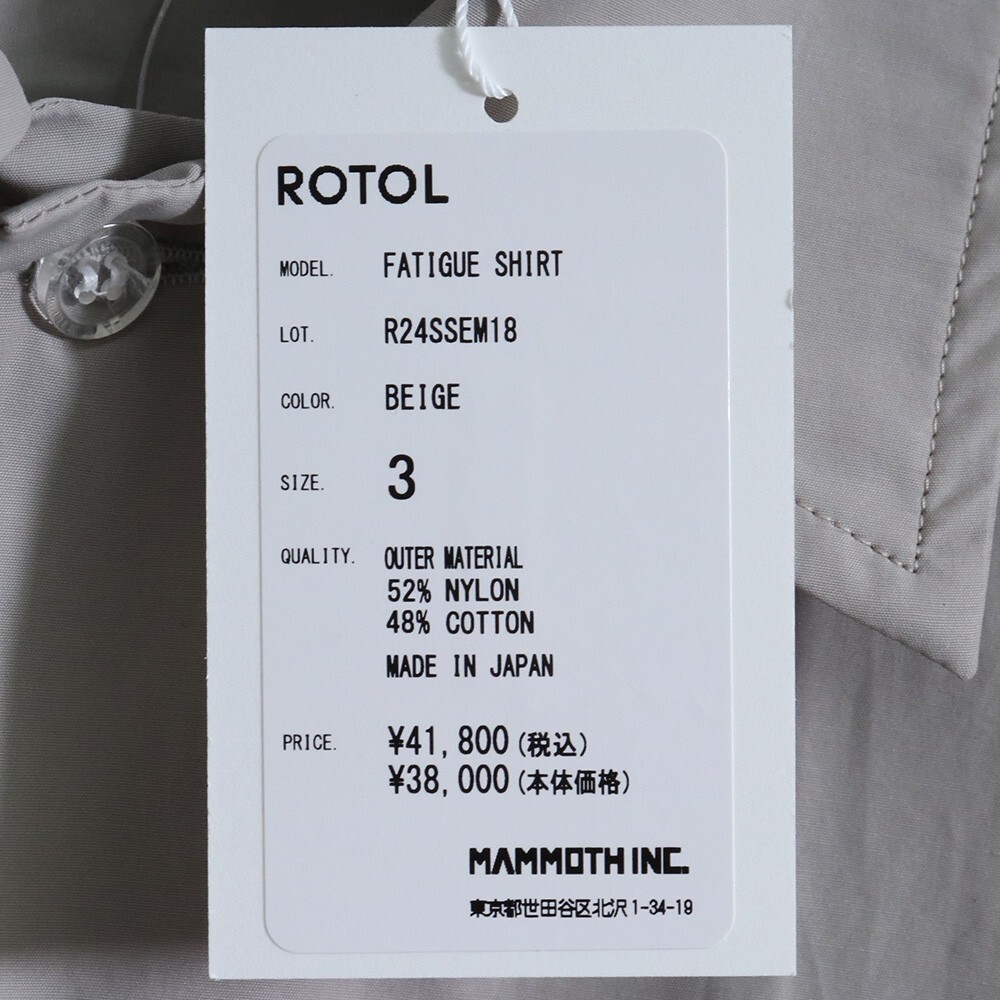 ROTOL
MODEL. FATIGUE SHIRT
LOT. R24SSEM18
COLOR. BEIGE
SIZE. 3
QUALITY. OUTER MATERIAL
52% NYLON
48% COTTON
MADE IN JAPAN
PRICE. ¥41,800(税込)
¥38,000(本体価格)
MAMMOTH INC.
東京都世田谷区北沢1-34-19